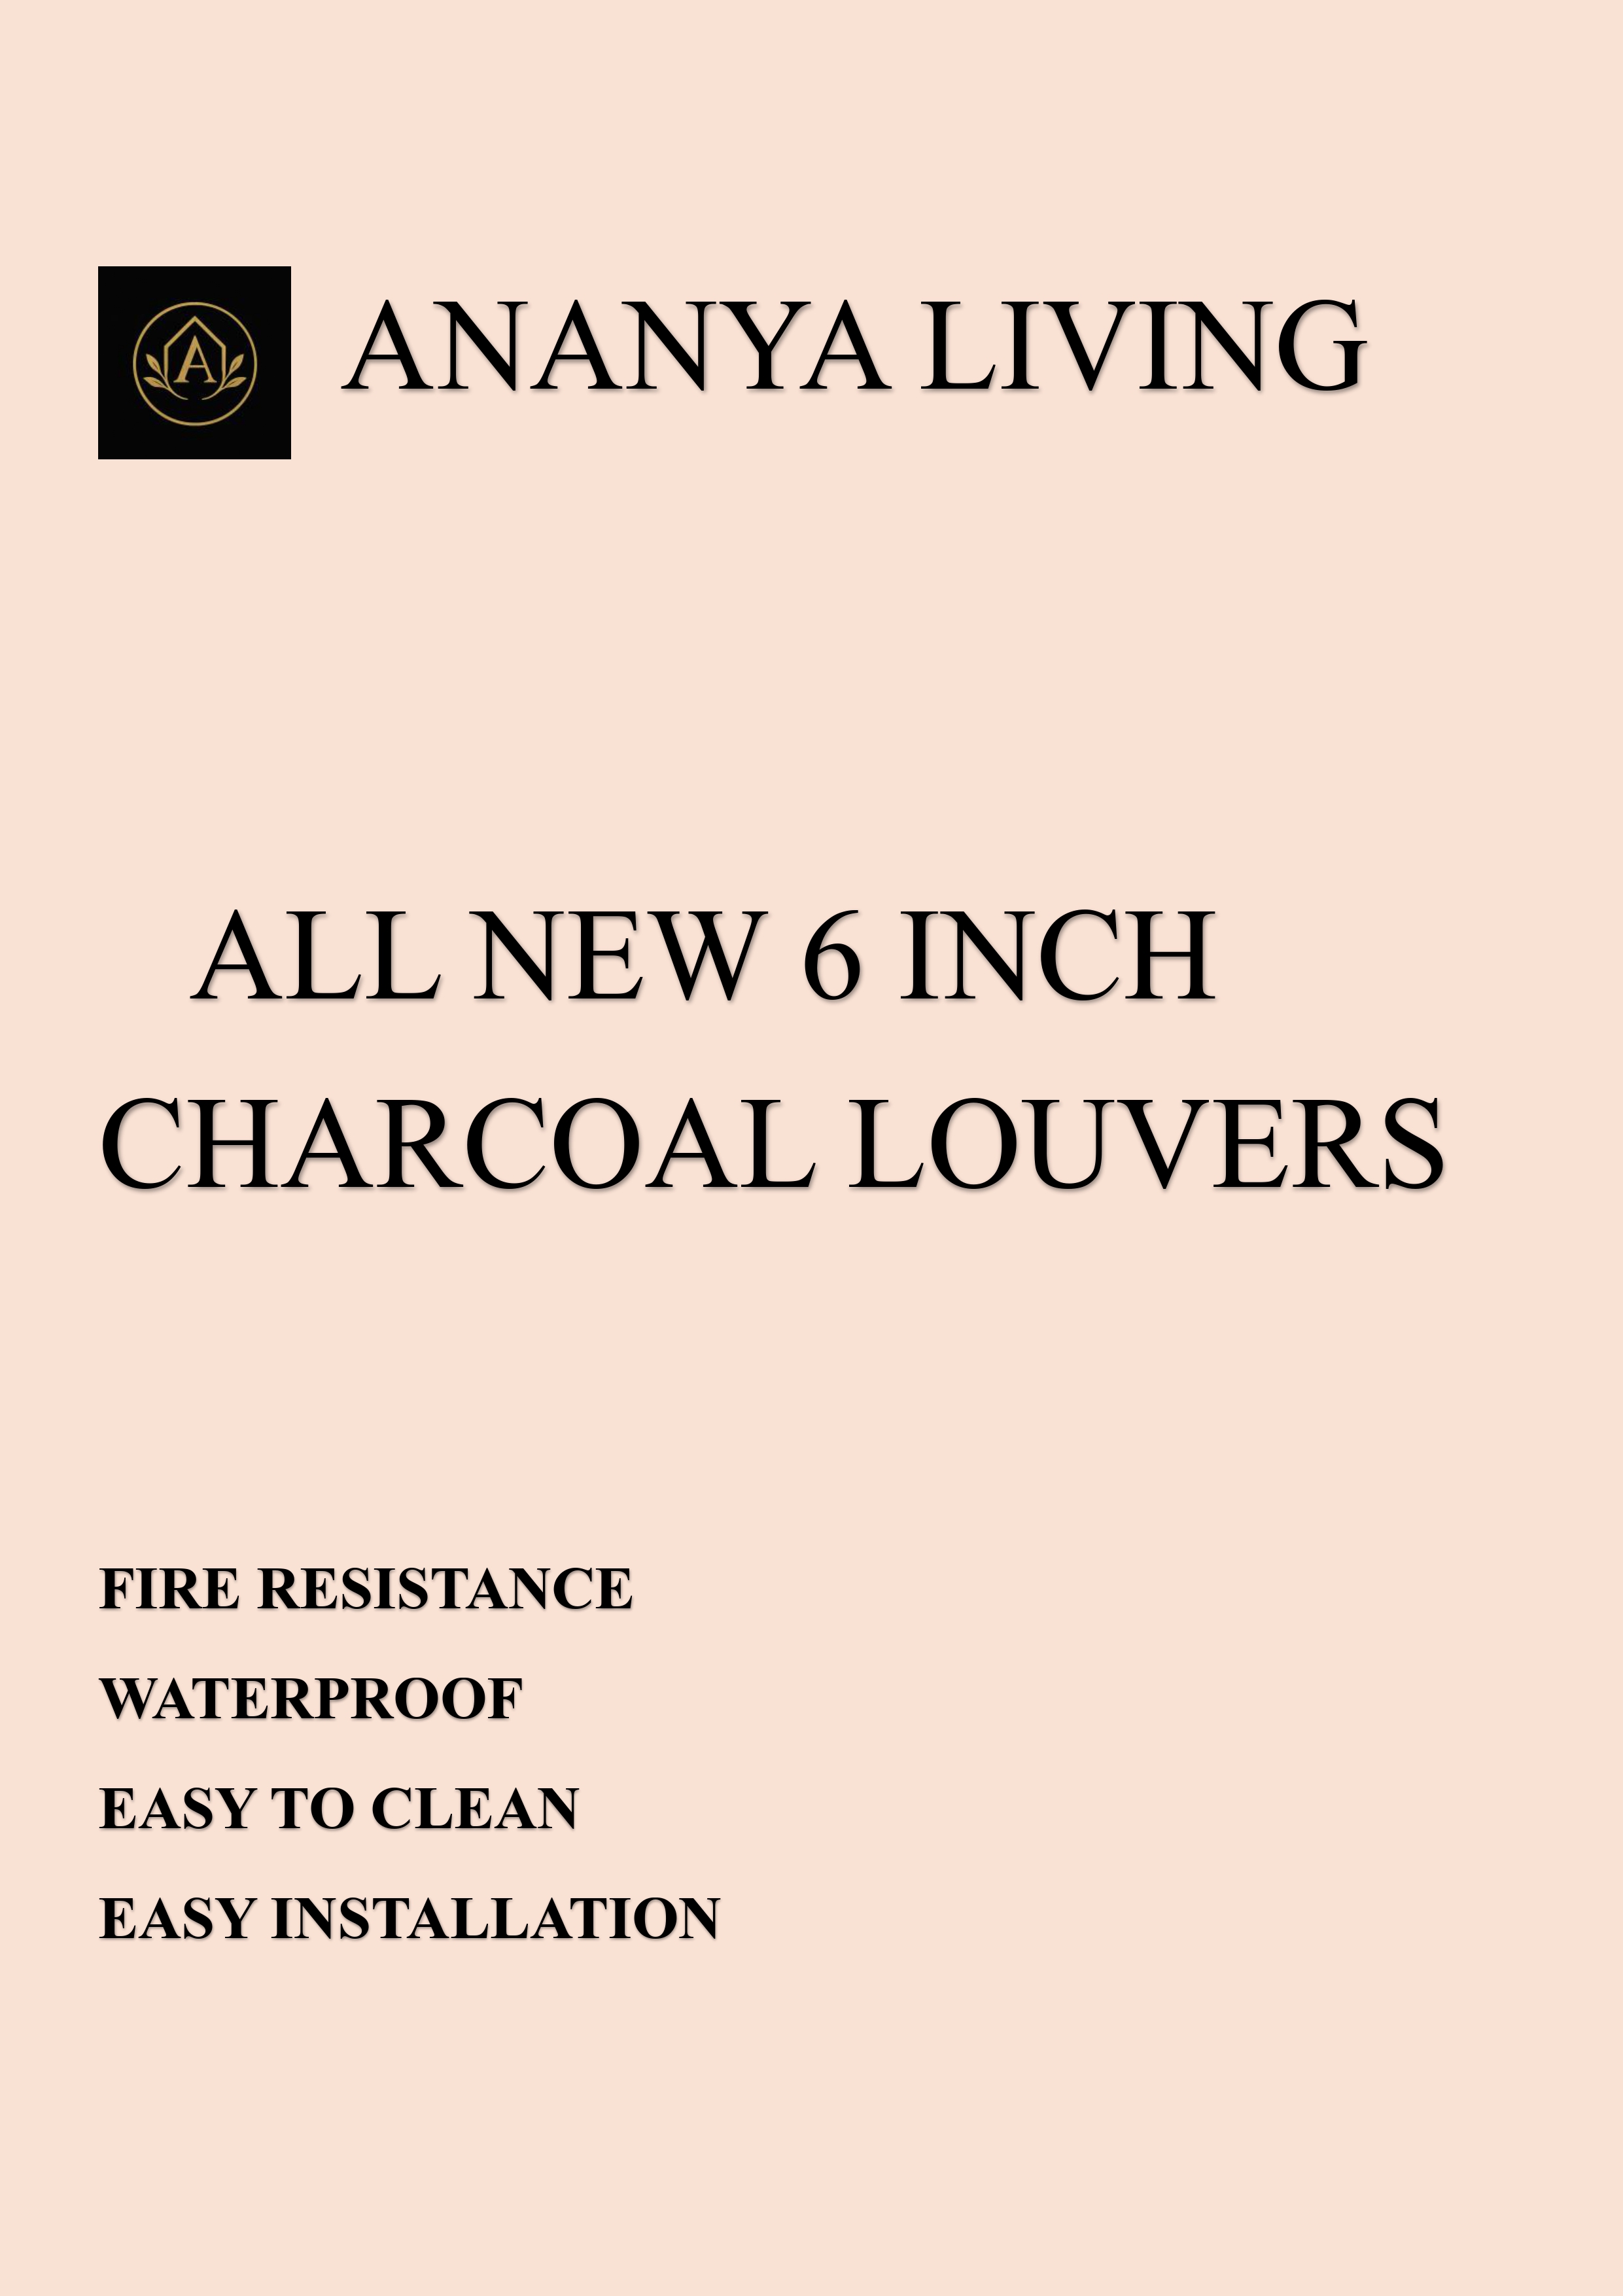 A
ANANYA LIVING
ALL NEW 6 INCH
CHARCOAL LOUVERS
FIRE RESISTANCE
WATERPROOF
EASY TO CLEAN
EASY INSTALLATION